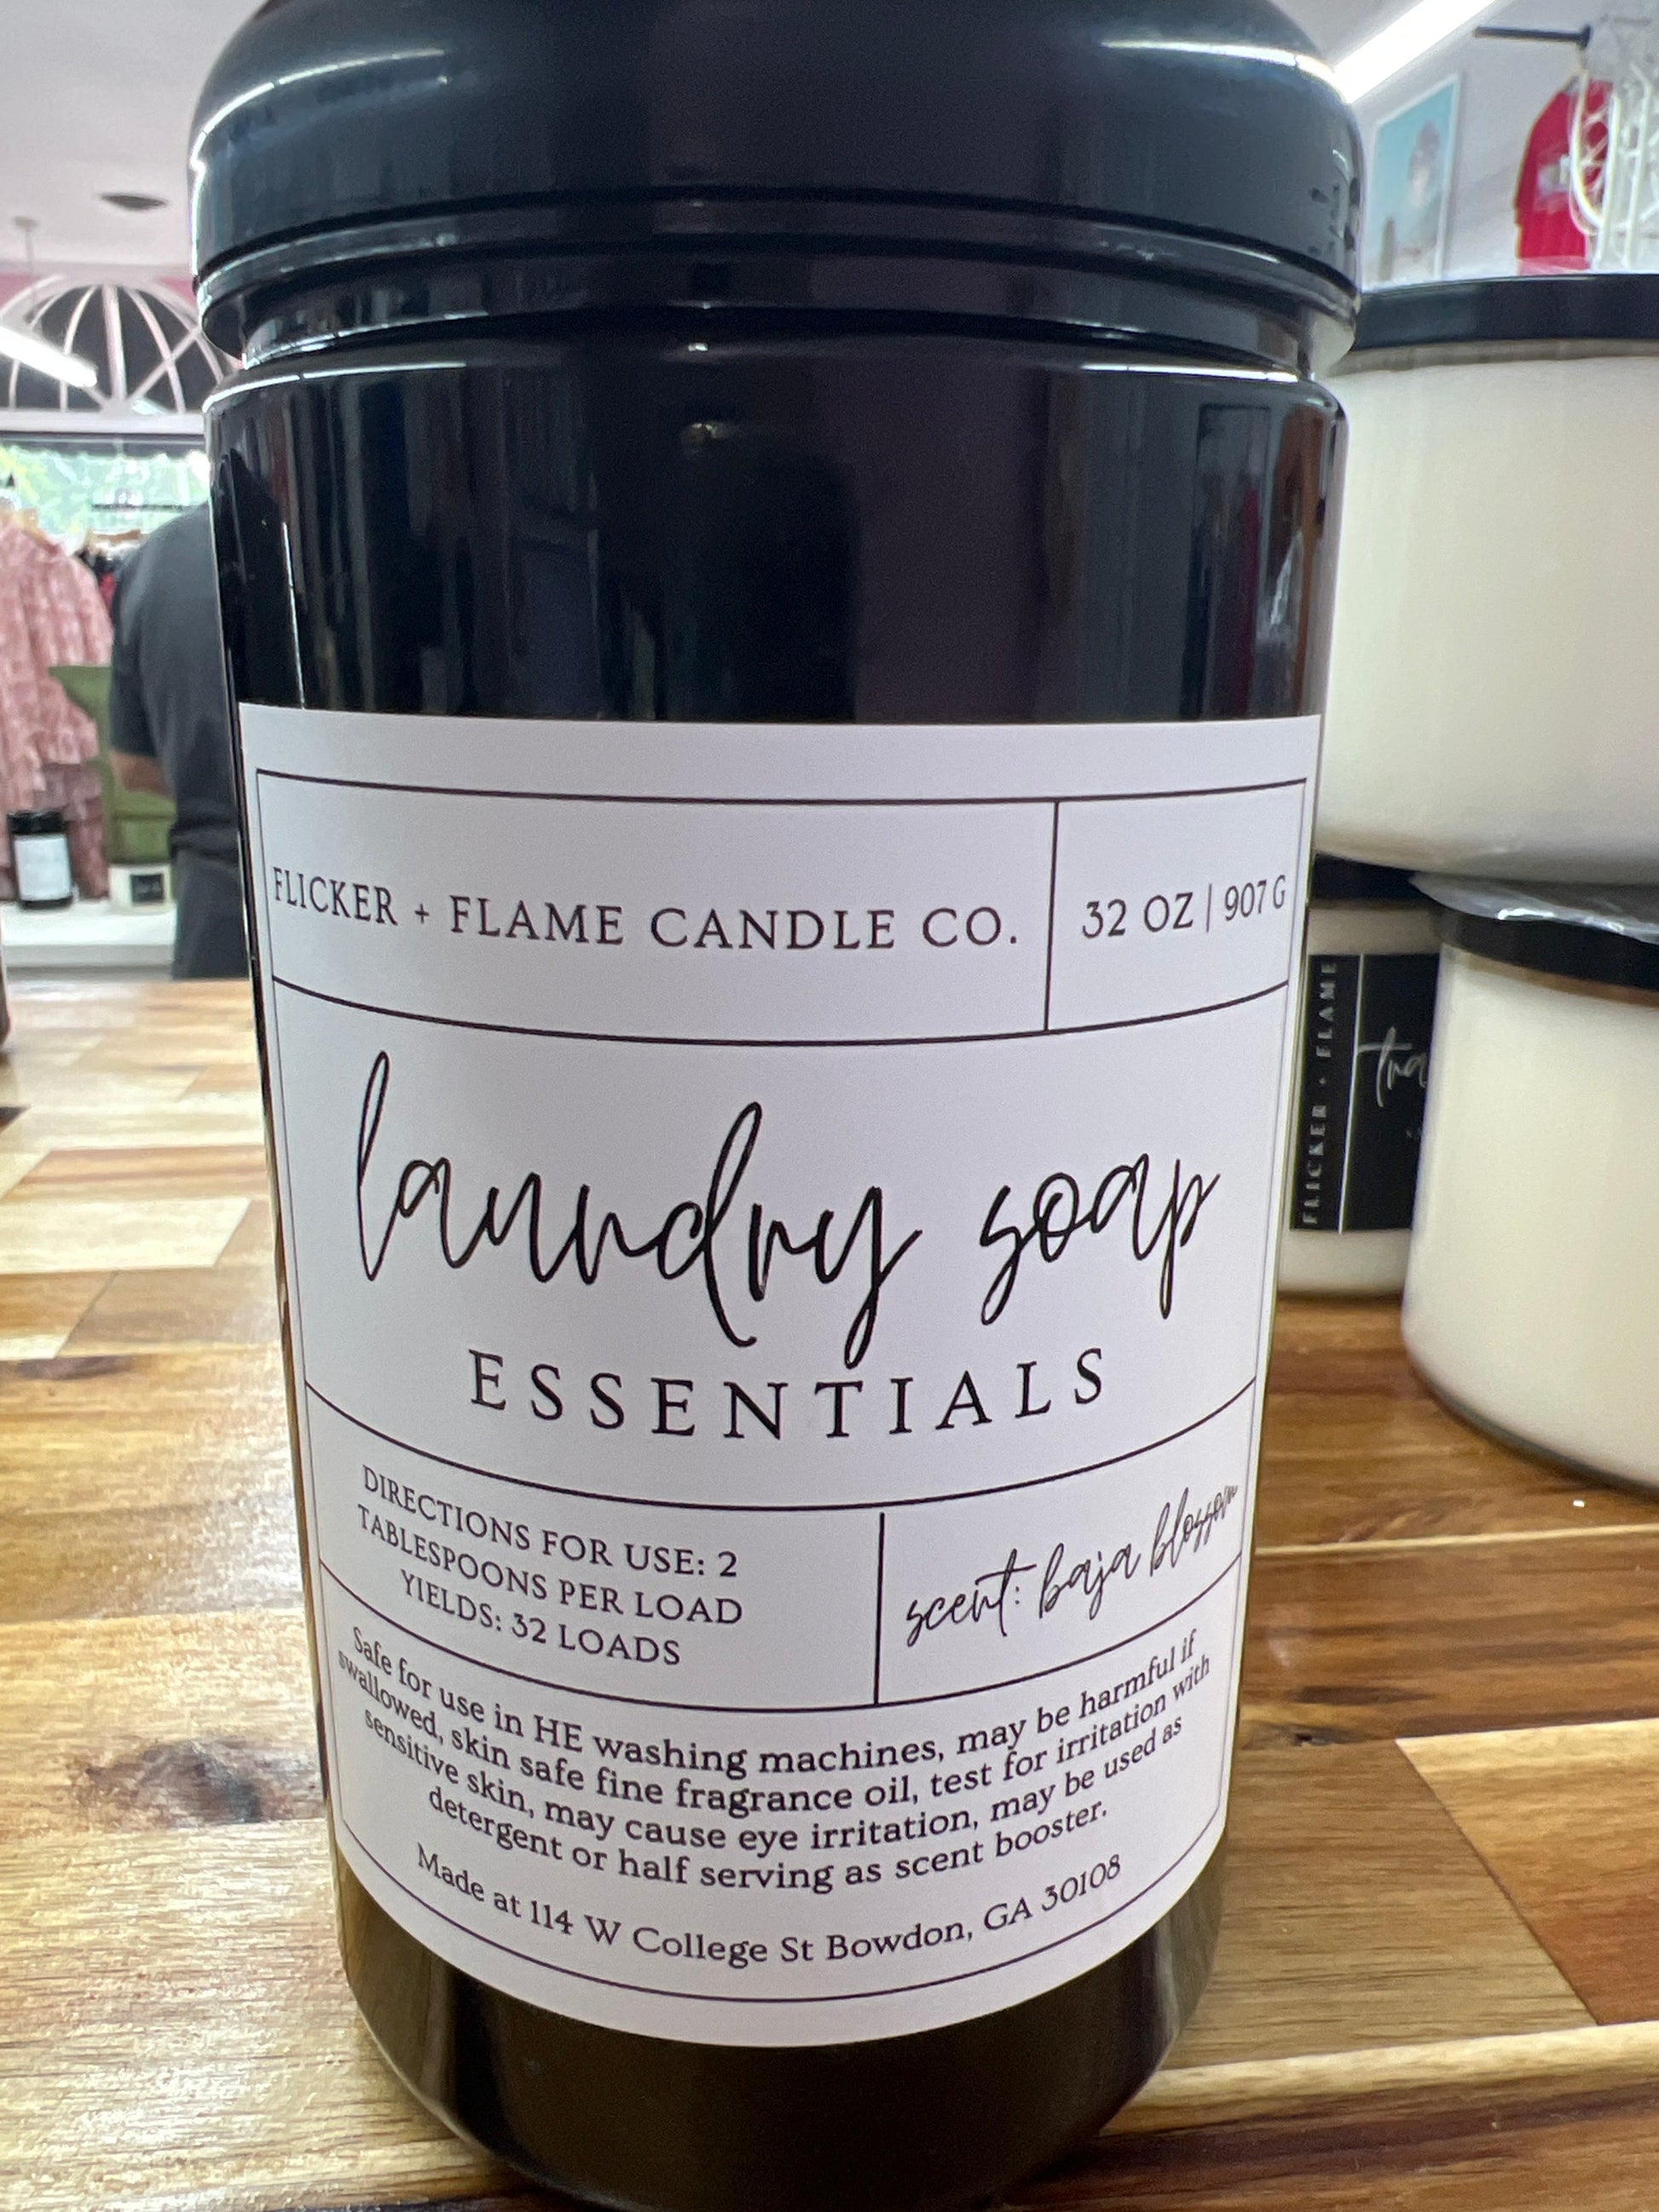 FLICKER + FLAME CANDLE CO.
32 OZ | 907 G
laundry soap
ESSENTIALS
DIRECTIONS FOR USE: 2
TABLESPOONS PER LOAD
YIELDS: 32 LOADS
scent: baja blossom
Safe for use in HE washing machines, may be harmful if
swallowed, skin safe fine fragrance oil, test for irritation with
sensitive skin, may cause eye irritation, may be used as
detergent or half serving as scent booster.
Made at 114 W College St Bowdon, GA 30108
FLICKER + FLAME